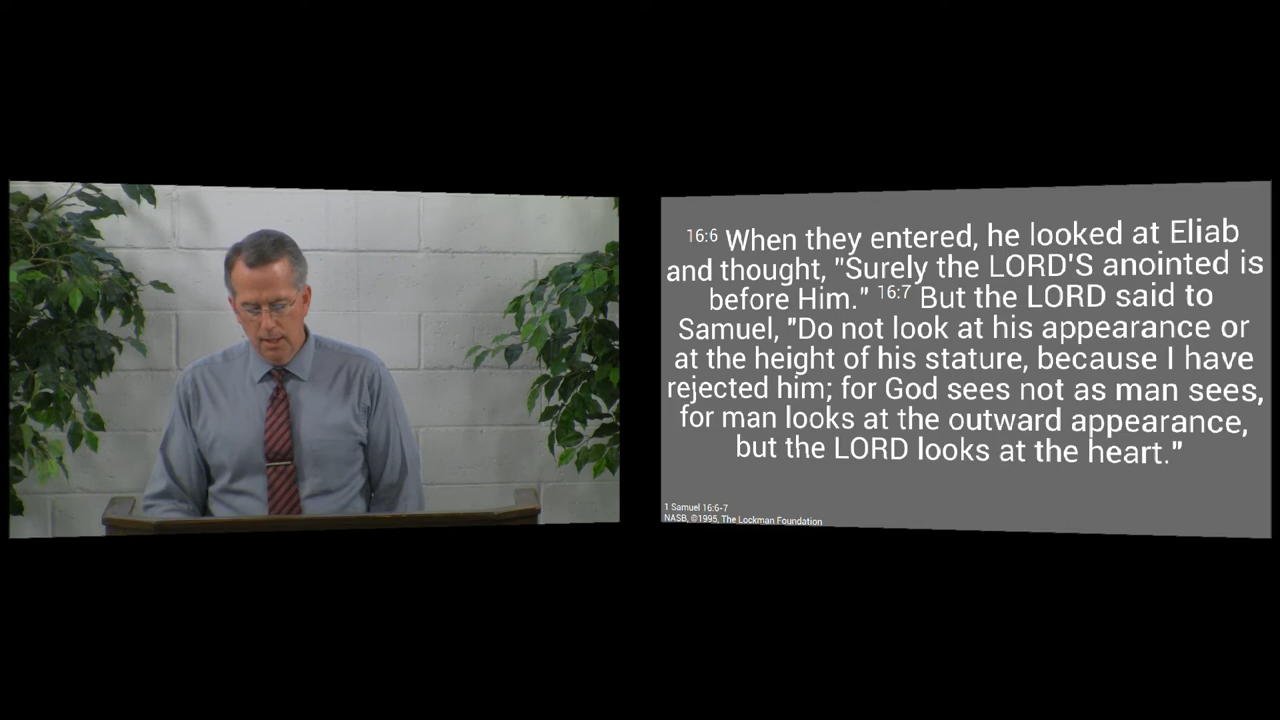 16:6 When they entered, he looked at Eliab
and thought, "Surely the LORD'S anointed is
before Him." 16:7 But the LORD said to
Samuel, "Do not look at his appearance or
at the height of his stature, because I have
rejected him; for God sees not as man sees,
for man looks at the outward appearance,
but the LORD looks at the heart."
1 Samuel 16:6-7
NASB, ©1995, The Lockman Foundation